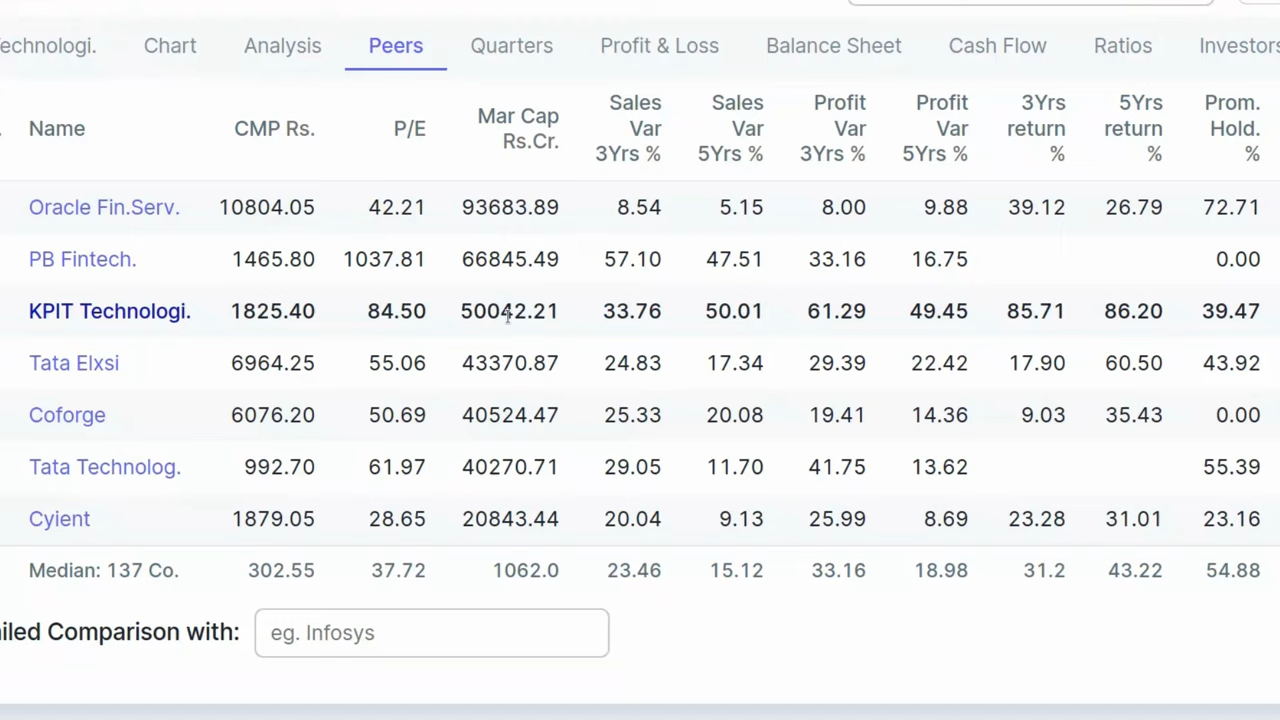 echnologi. Chart Analysis Peers Quarters Profit & Loss Balance Sheet Cash Flow Ratios Investors
. Name CMP Rs. P/E Mar Cap Rs.Cr. Sales Var 3Yrs % Sales Var 5Yrs % Profit Var 3Yrs % Profit Var 5Yrs % 3Yrs return % 5Yrs return % Prom. Hold. %
Oracle Fin.Serv. 10804.05 42.21 93683.89 8.54 5.15 8.00 9.88 39.12 26.79 72.71
PB Fintech. 1465.80 1037.81 66845.49 57.10 47.51 33.16 16.75 0.00
KPIT Technologi. 1825.40 84.50 50042.21 33.76 50.01 61.29 49.45 85.71 86.20 39.47
Tata Elxsi 6964.25 55.06 43370.87 24.83 17.34 29.39 22.42 17.90 60.50 43.92
Coforge 6076.20 50.69 40524.47 25.33 20.08 19.41 14.36 9.03 35.43 0.00
Tata Technolog. 992.70 61.97 40270.71 29.05 11.70 41.75 13.62 55.39
Cyient 1879.05 28.65 20843.44 20.04 9.13 25.99 8.69 23.28 31.01 23.16
Median: 137 Co. 302.55 37.72 1062.0 23.46 15.12 33.16 18.98 31.2 43.22 54.88
iled Comparison with: eg. Infosys